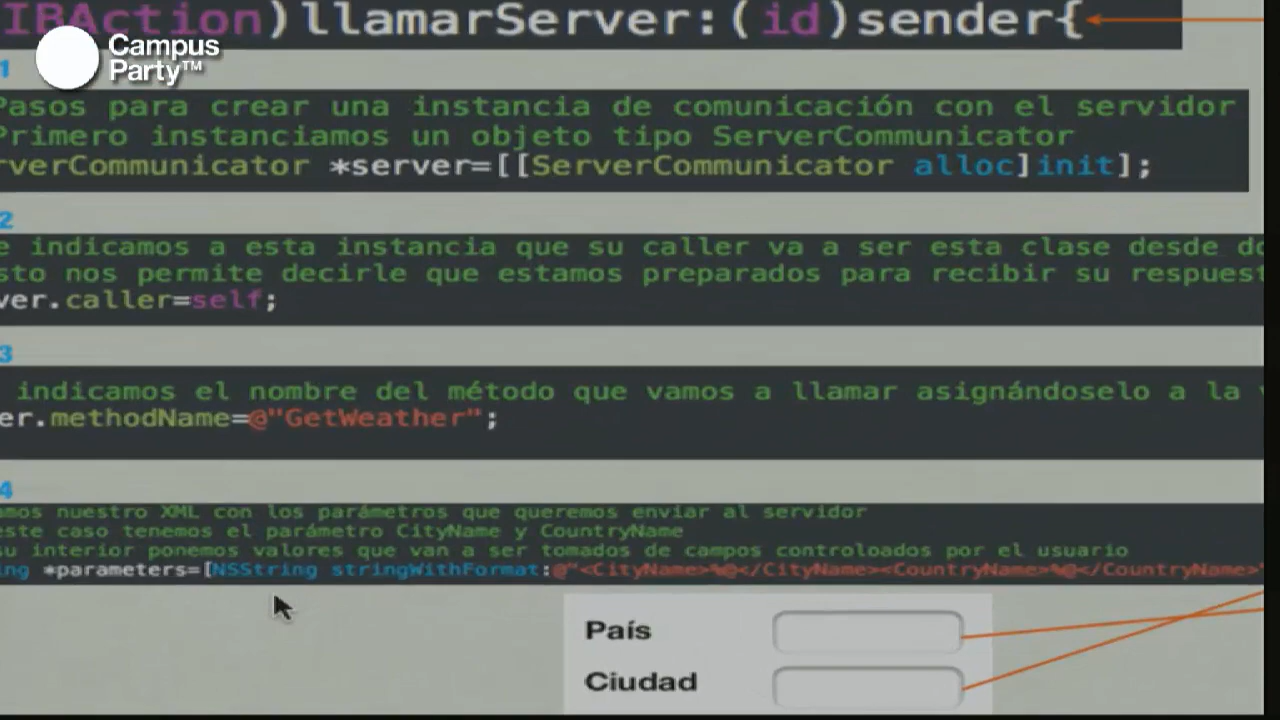 IBAction)llamarServer:(id)sender{
Campus
Party™
1
Pasos para crear una instancia de comunicación con el servidor
Primero instanciamos un objeto tipo ServerCommunicator
rverCommunicator *server=[[ServerCommunicator alloc]init];
2
e indicamos a esta instancia que su caller va a ser esta clase desde do
sto nos permite decirle que estamos preparados para recibir su respuest
ver.caller=self;
3
indicamos el nombre del método que vamos a llamar asignándoselo a la v
er.methodName=@"GetWeather";
4
amos nuestro XML con los parámetros que queremos enviar al servidor
este caso tenemos el parámetro CityName y CountryName
su interior ponemos valores que van a ser tomados de campos controloados por el usuario
ing *parameters=[NSString stringWithFormat:@"<CityName>%@</CityName><CountryName>%@</CountryName>"
País
Ciudad